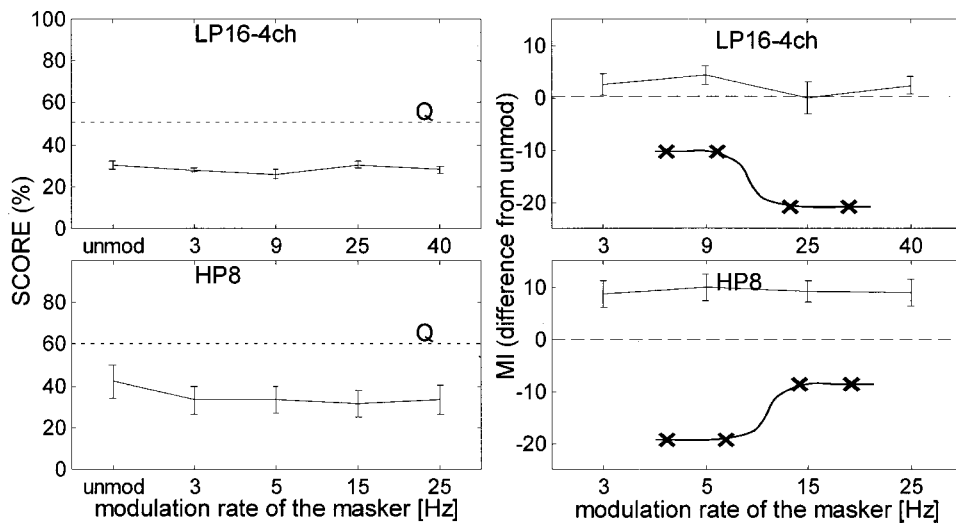 SCORE (%)
100
80
60
40
20
0
LP16-4ch
Q
unmod 3 9 25 40
80
60
40
20
0
HP8
Q
unmod 3 5 15 25
modulation rate of the masker [Hz]
MI (difference from unmod)
10
0
-10
-20
LP16-4ch
3 9 25 40
10
0
-10
-20
HP8
3 5 15 25
modulation rate of the masker [Hz]